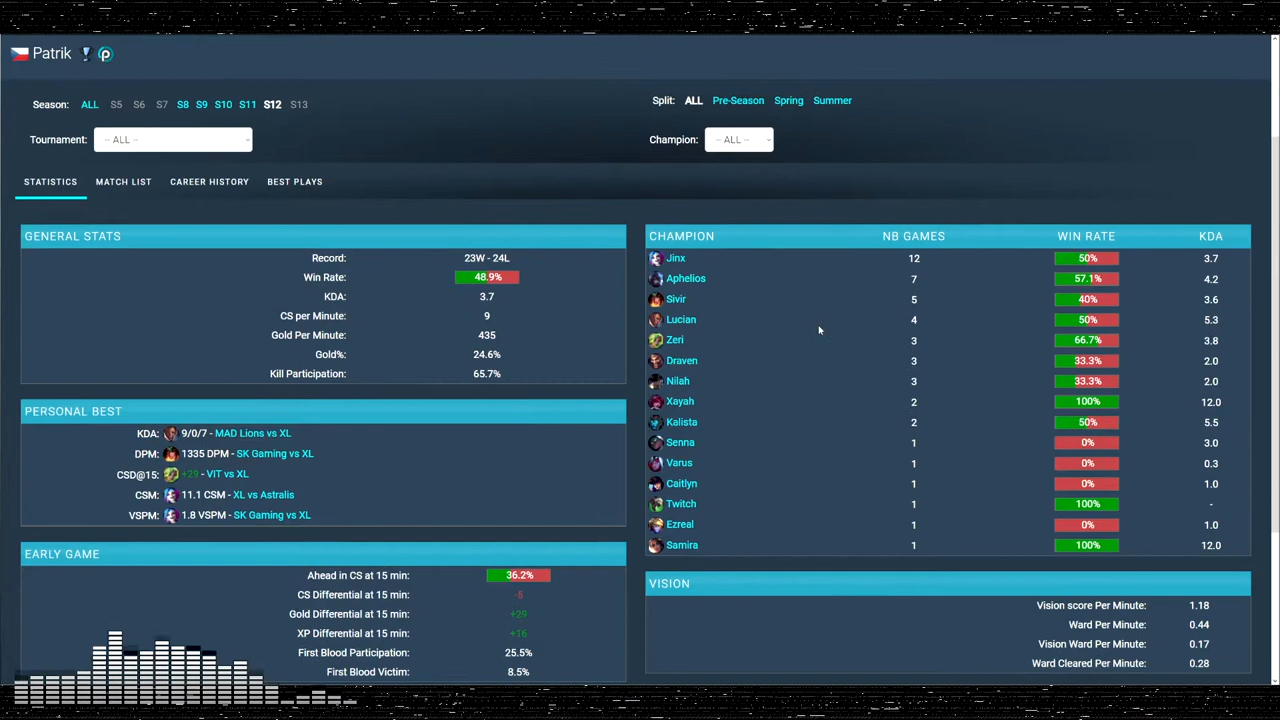 Patrik
Season: ALL S5 S6 S7 S8 S9 S10 S11 S12 S13
Split: ALL Pre-Season Spring Summer
Tournament: -- ALL --
Champion: -- ALL --
STATISTICS MATCH LIST CAREER HISTORY BEST PLAYS
GENERAL STATS
Record: 23W - 24L
Win Rate: 48.9%
KDA: 3.7
CS per Minute: 9
Gold Per Minute: 435
Gold%: 24.6%
Kill Participation: 65.7%
PERSONAL BEST
KDA: 9/0/7 - MAD Lions vs XL
DPM: 1335 DPM - SK Gaming vs XL
CSD@15: +29 - VIT vs XL
CSM: 11.1 CSM - XL vs Astralis
VSPM: 1.8 VSPM - SK Gaming vs XL
EARLY GAME
Ahead in CS at 15 min: 36.2%
CS Differential at 15 min: -5
Gold Differential at 15 min: +29
XP Differential at 15 min: +16
First Blood Participation: 25.5%
First Blood Victim: 8.5%
CHAMPION NB GAMES WIN RATE KDA
Jinx 12 50% 3.7
Aphelios 7 57.1% 4.2
Sivir 5 40% 3.6
Lucian 4 50% 5.3
Zeri 3 66.7% 3.8
Draven 3 33.3% 2.0
Nilah 3 33.3% 2.0
Xayah 2 100% 12.0
Kalista 2 50% 5.5
Senna 1 0% 3.0
Varus 1 0% 0.3
Caitlyn 1 0% 1.0
Twitch 1 100% -
Ezreal 1 0% 1.0
Samira 1 100% 12.0
VISION
Vision score Per Minute: 1.18
Ward Per Minute: 0.44
Vision Ward Per Minute: 0.17
Ward Cleared Per Minute: 0.28